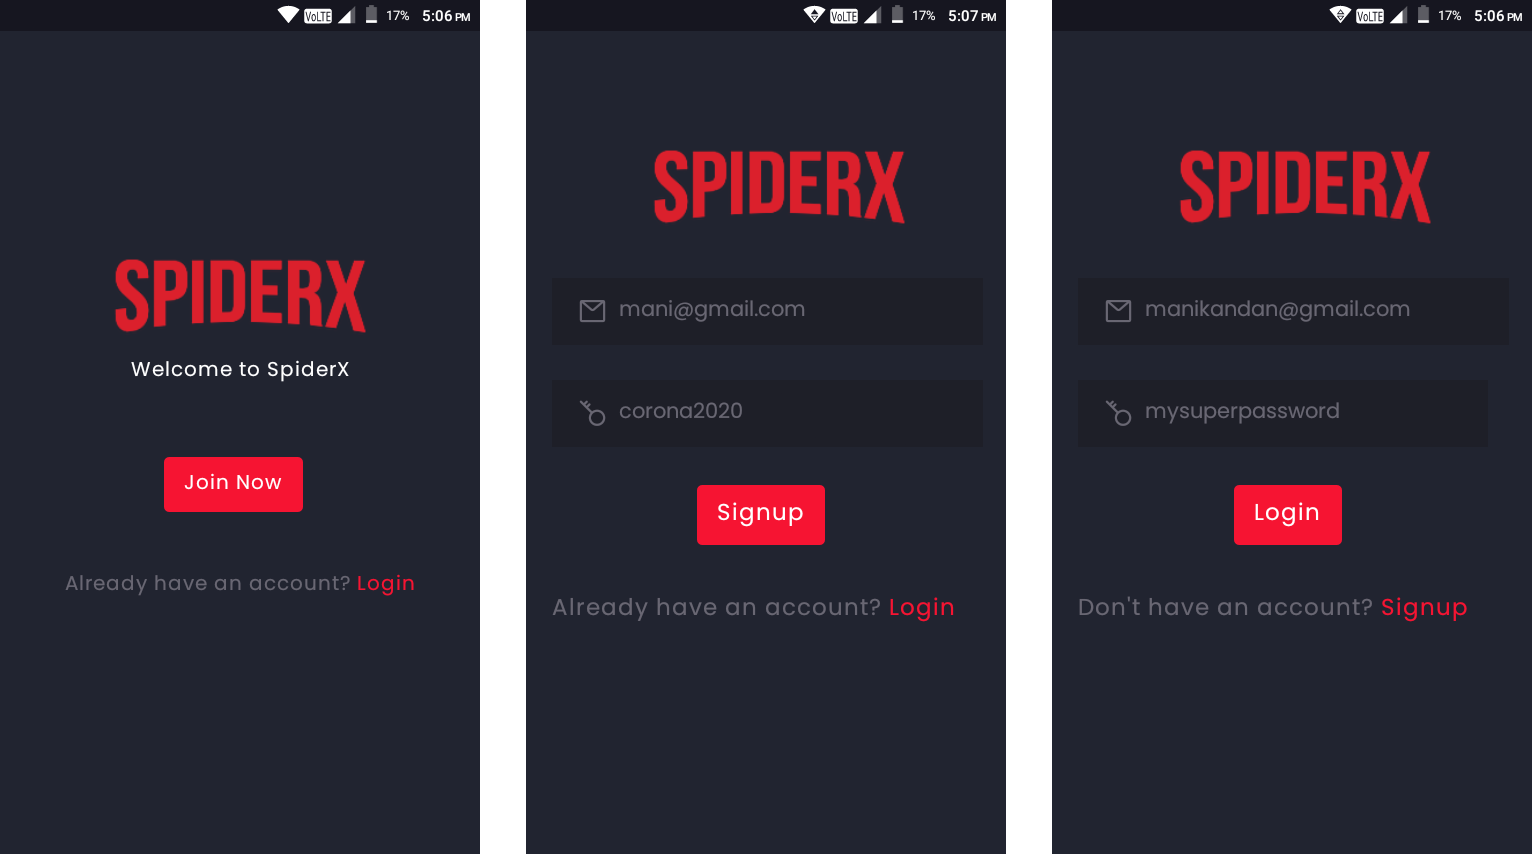 VoLTE 17% 5:06 PM
SPIDERX
Welcome to SpiderX
Join Now
Already have an account? Login
VoLTE 17% 5:07 PM
SPIDERX
mani@gmail.com
corona2020
Signup
Already have an account? Login
VoLTE 17% 5:06 PM
SPIDERX
manikandan@gmail.com
mysuperpassword
Login
Don't have an account? Signup